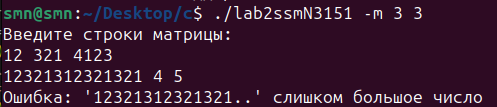 smn@smn:~/Desktop/c$ ./lab2ssmN3151 -m 3 3
Введите строки матрицы:
12 321 4123
12321312321321 4 5
Ошибка: '12321312321321..' слишком большое число